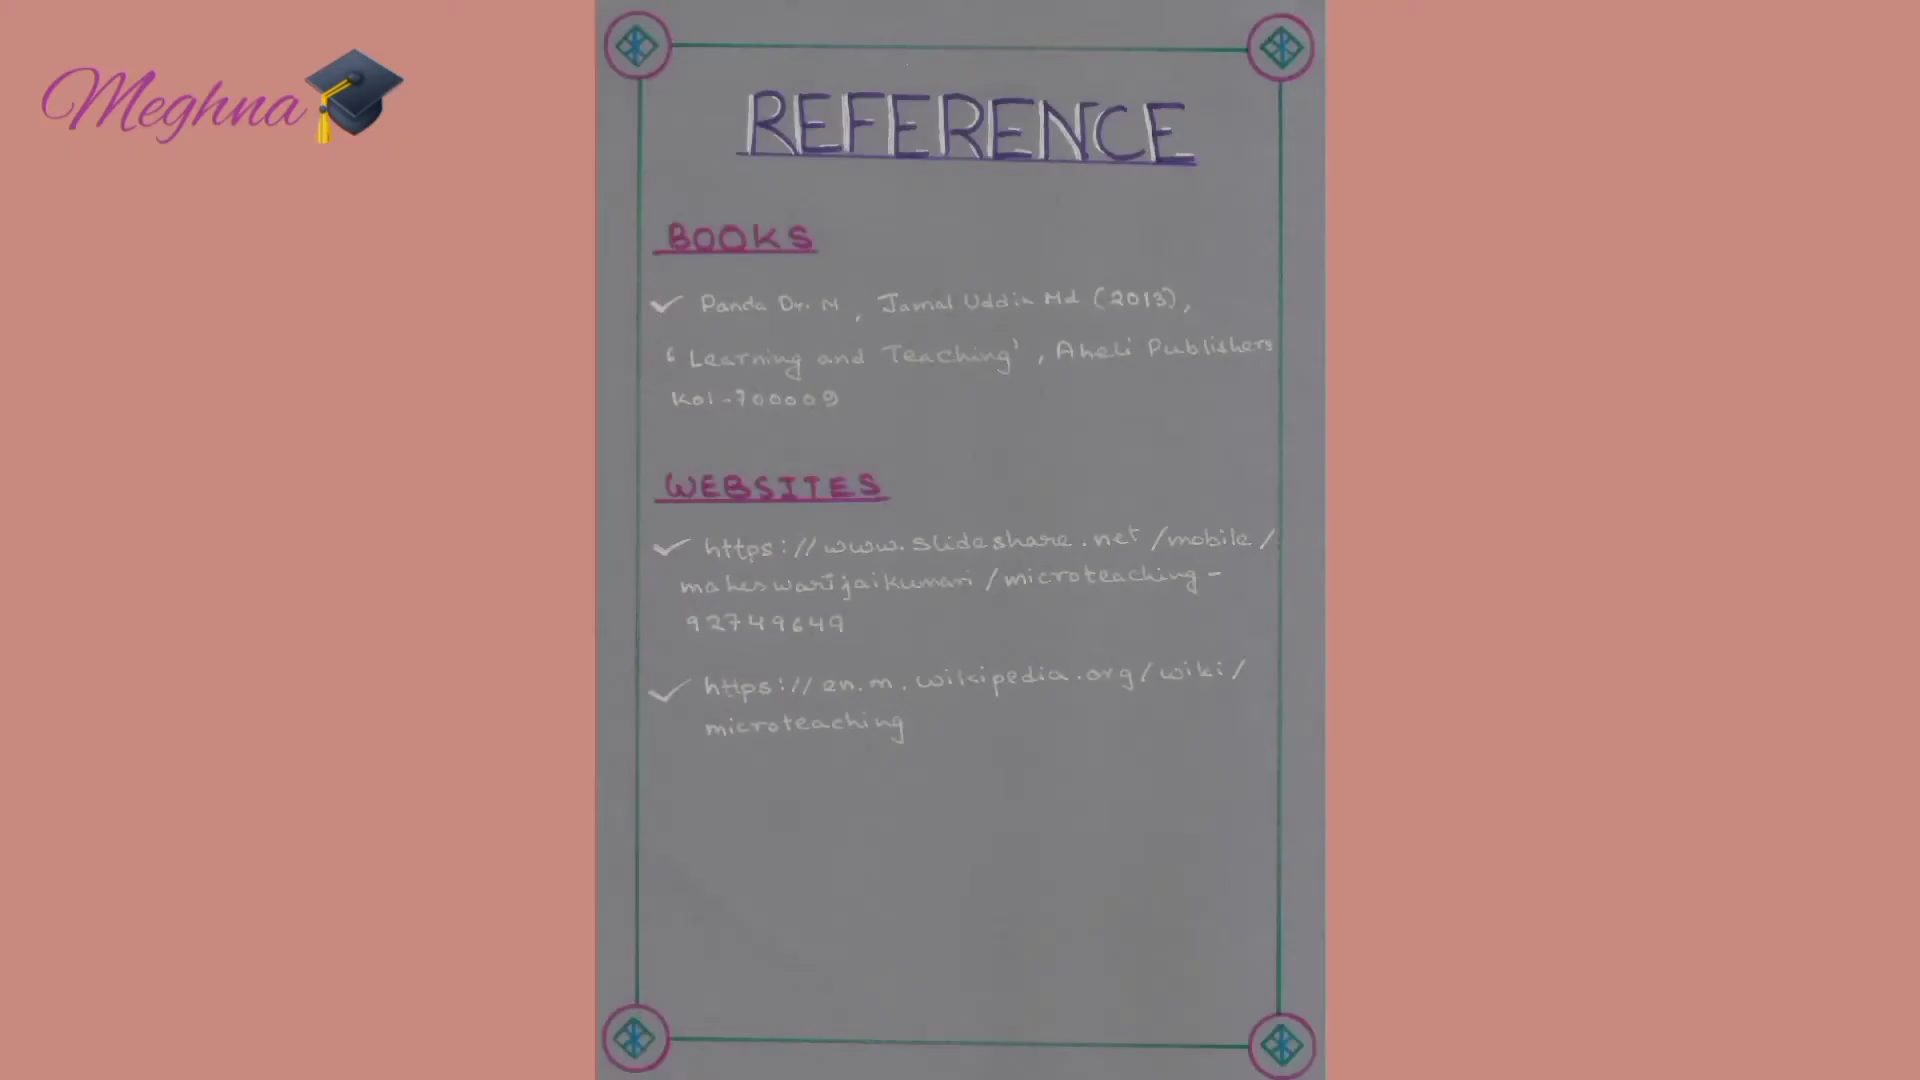 Meghna
REFERENCE
BOOKS
Panda Dr. M, Jamal Uddin Md (2013),
'Learning and Teaching', Aheli Publishers
Kol-700009
WEBSITES
https://www.slideshare.net/mobile/
maheswarijaikumari/microteaching-
92749649
https://en.m.wikipedia.org/wiki/
microteaching